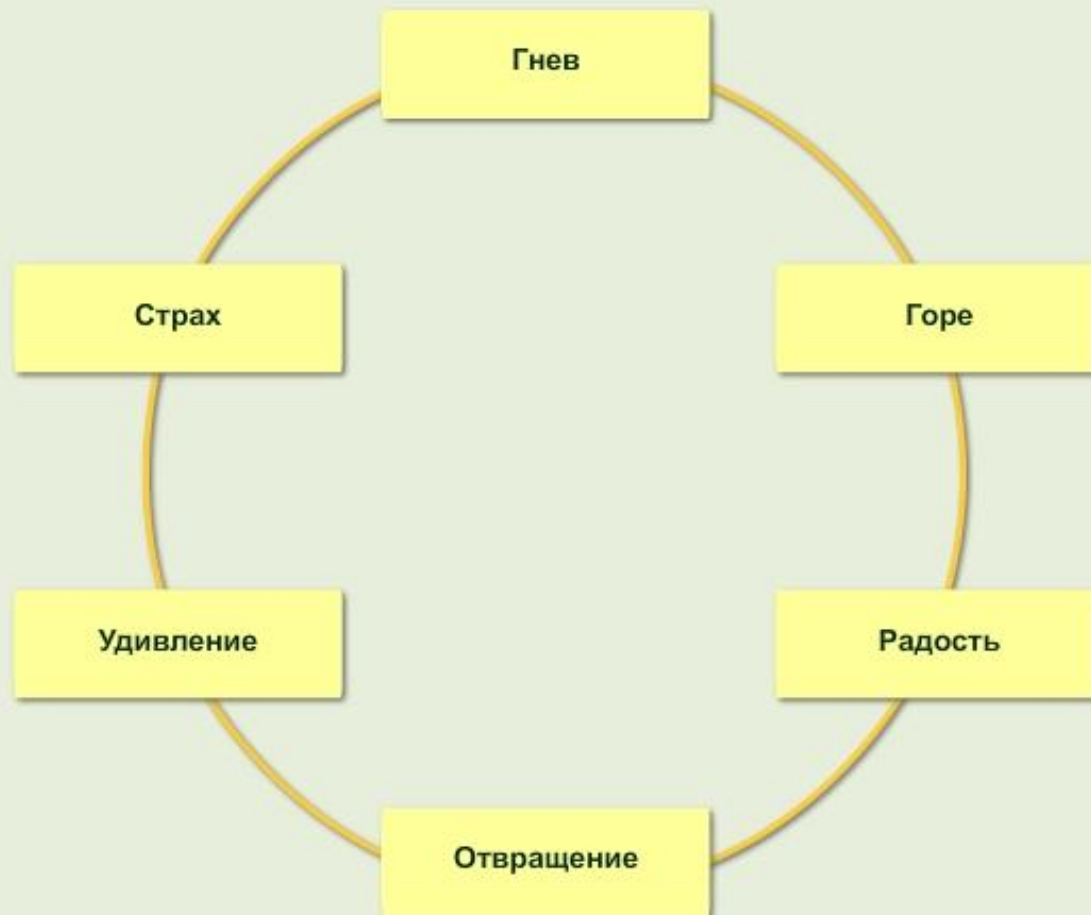 Гнев
Страх
Горе
Удивление
Радость
Отвращение